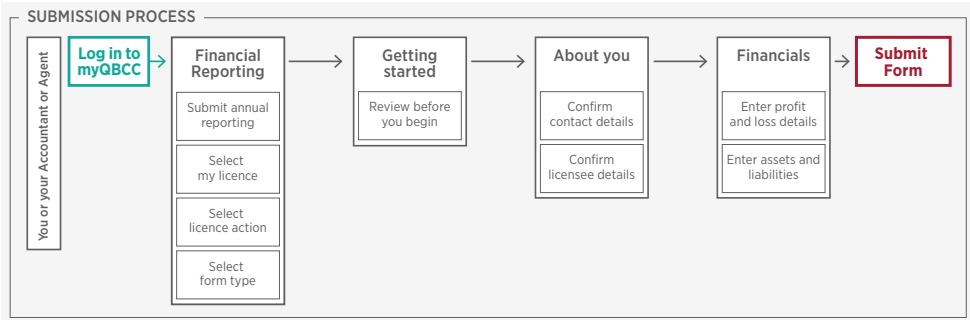 SUBMISSION PROCESS
You or your Accountant or Agent
Log in to
myQBCC
Financial
Reporting
Submit annual
reporting
Select
my licence
Select
licence action
Select
form type
Getting
started
Review before
you begin
About you
Confirm
contact details
Confirm
licensee details
Financials
Enter profit
and loss details
Enter assets and
liabilities
Submit
Form